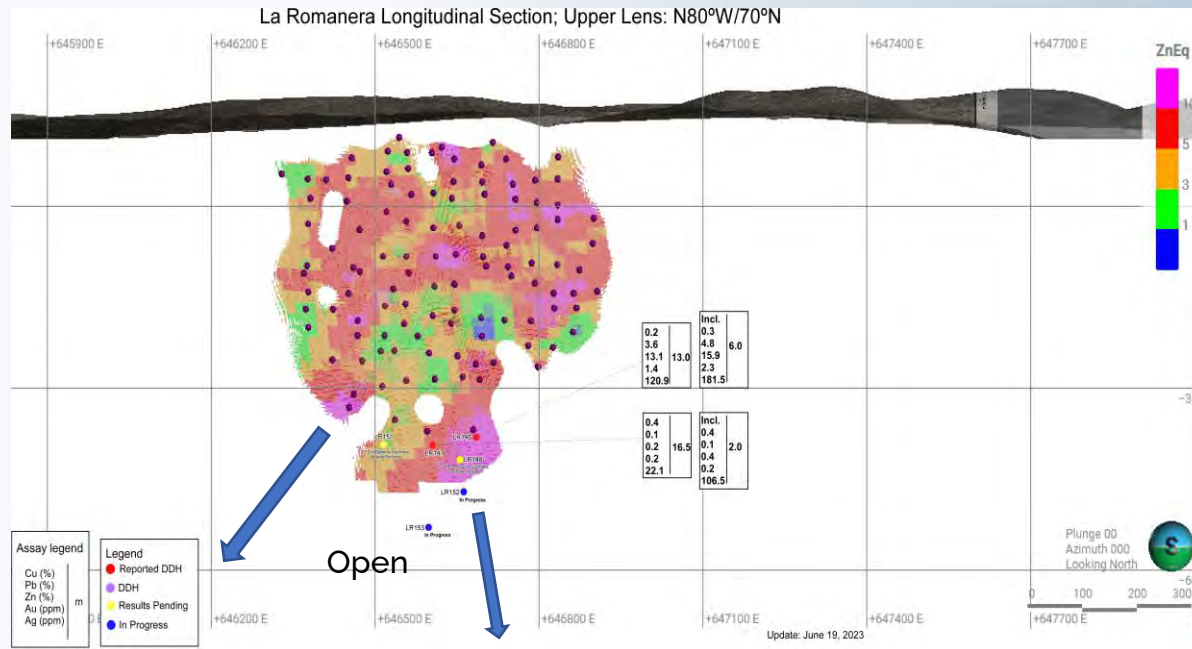 La Romanera Longitudinal Section; Upper Lens: N80ºW/70ºN
+645900 E
+646200 E
+646500 E
+646800 E
+647100 E
+647400 E
+647700 E
ZnEq
5
3
1
0.2
3.6
13.1
1.4
120.9
13.0
Incl.
0.3
4.8
15.9
2.3
181.5
6.0
0.4
0.1
0.2
0.2
22.1
16.5
Incl.
0.4
0.1
0.4
0.2
106.5
2.0
LR151
LR148
LR152
In Progress
LR153
In Progress
Open
Assay legend
Cu (%)
Pb (%)
Zn (%)
Au (ppm)
Ag (ppm)
m
Legend
Reported DDH
DDH
Results Pending
In Progress
Plunge 00
Azimuth 000
Looking North
S
0
100
200
300
+646200 E
+646500 E
+646800 E
+647100 E
+647400 E
+647700 E
Update: June 19, 2023